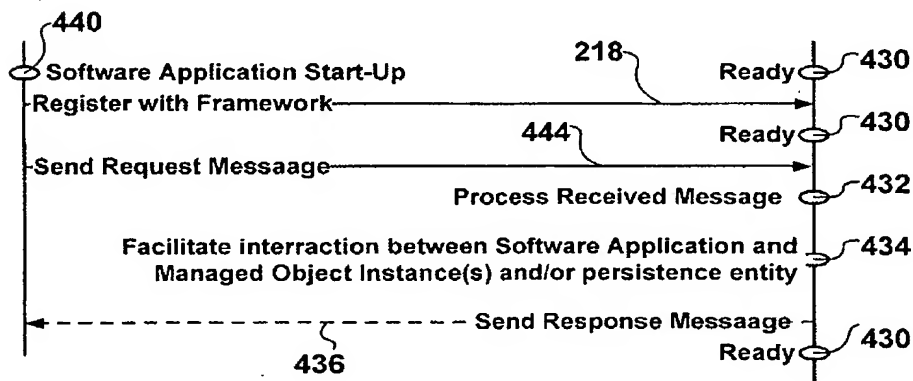 440
Software Application Start-Up
218
Ready
430
Register with Framework
Ready
430
444
Send Request Messaage
Process Received Message
432
Facilitate interraction between Software Application and
Managed Object Instance(s) and/or persistence entity
434
Send Response Messaage
436
Ready
430